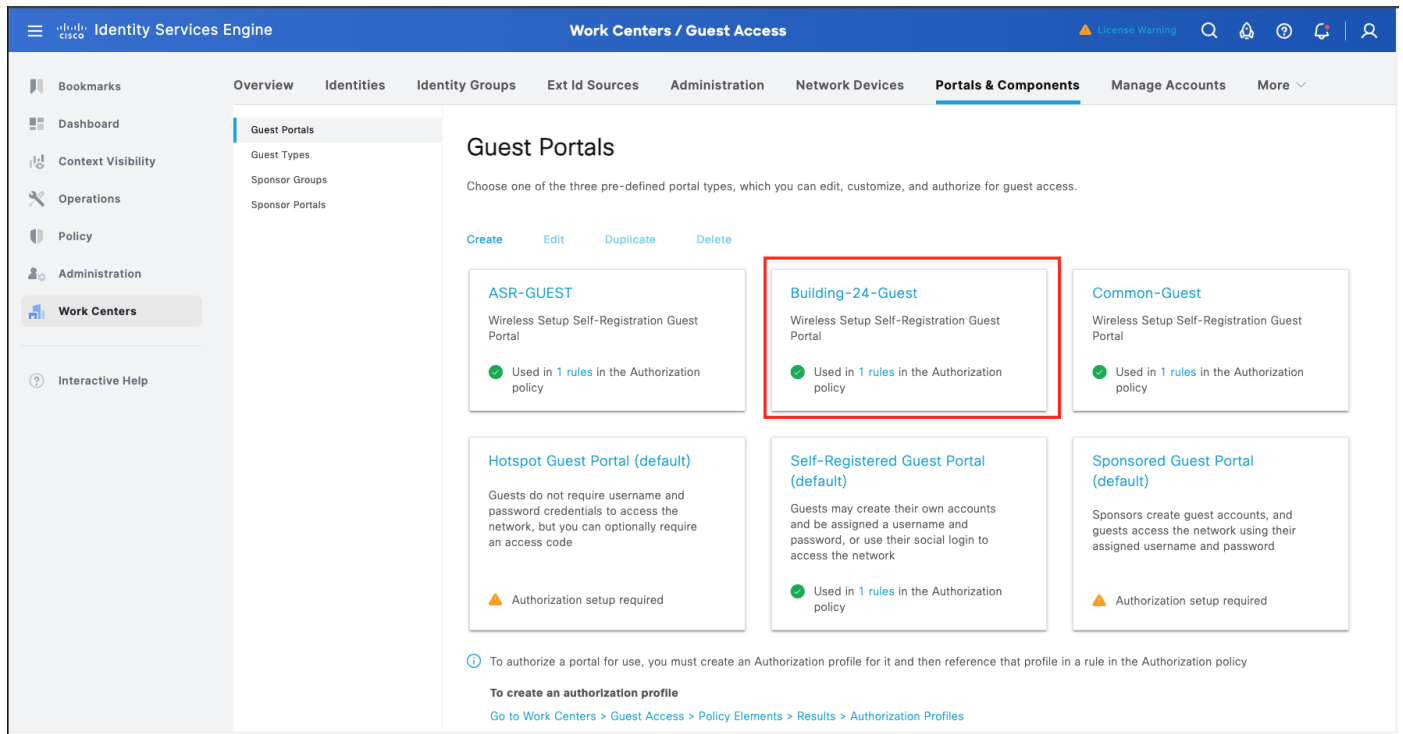 cisco Identity Services Engine
Work Centers / Guest Access
License Warning
Bookmarks
Dashboard
Context Visibility
Operations
Policy
Administration
Work Centers
Interactive Help
Overview Identities Identity Groups Ext Id Sources Administration Network Devices Portals & Components Manage Accounts More
Guest Portals
Guest Types
Sponsor Groups
Sponsor Portals
Guest Portals
Choose one of the three pre-defined portal types, which you can edit, customize, and authorize for guest access.
Create Edit Duplicate Delete
ASR-GUEST
Wireless Setup Self-Registration Guest
Portal
Used in 1 rules in the Authorization
policy
Building-24-Guest
Wireless Setup Self-Registration Guest
Portal
Used in 1 rules in the Authorization
policy
Common-Guest
Wireless Setup Self-Registration Guest
Portal
Used in 1 rules in the Authorization
policy
Hotspot Guest Portal (default)
Guests do not require username and
password credentials to access the
network, but you can optionally require
an access code
Authorization setup required
Self-Registered Guest Portal
(default)
Guests may create their own accounts
and be assigned a username and
password, or use their social login to
access the network
Used in 1 rules in the Authorization
policy
Sponsored Guest Portal
(default)
Sponsors create guest accounts, and
guests access the network using their
assigned username and password
Authorization setup required
To authorize a portal for use, you must create an Authorization profile for it and then reference that profile in a rule in the Authorization policy
To create an authorization profile
Go to Work Centers > Guest Access > Policy Elements > Results > Authorization Profiles